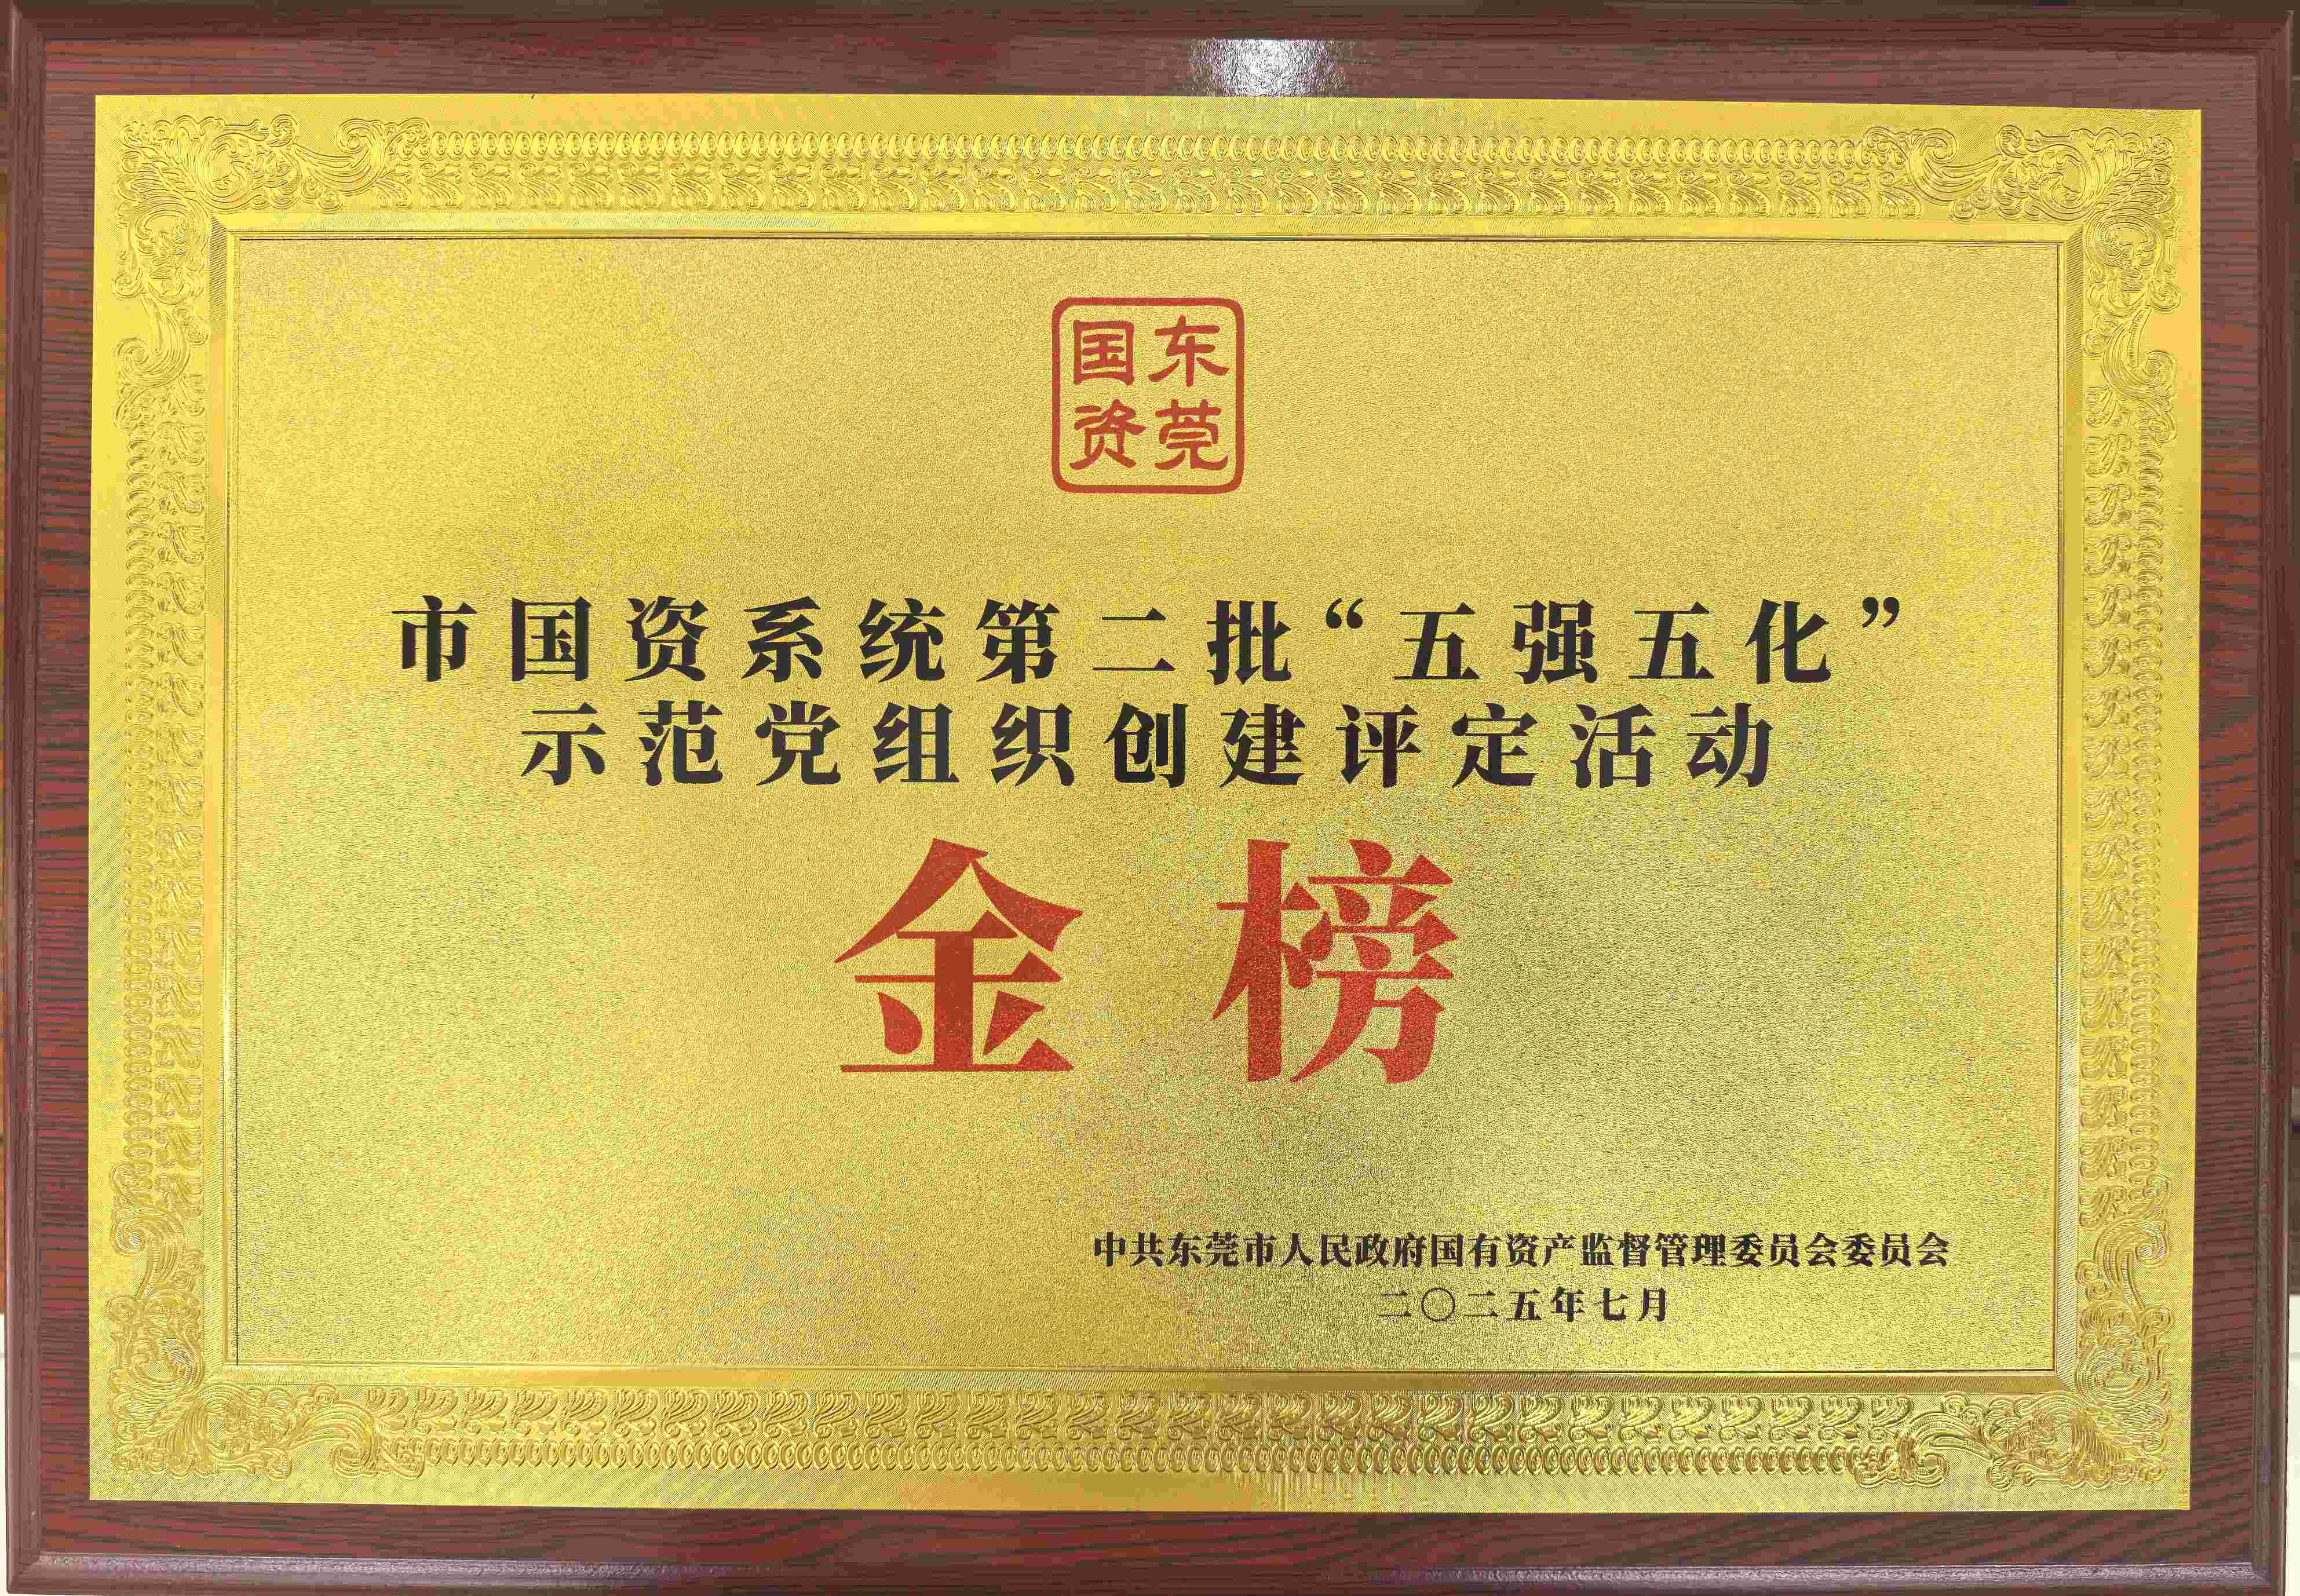 东莞
国资
市国资系统第二批“五强五化”
示范党组织创建评定活动
金榜
中共东莞市人民政府国有资产监督管理委员会委员会
二〇二五年七月